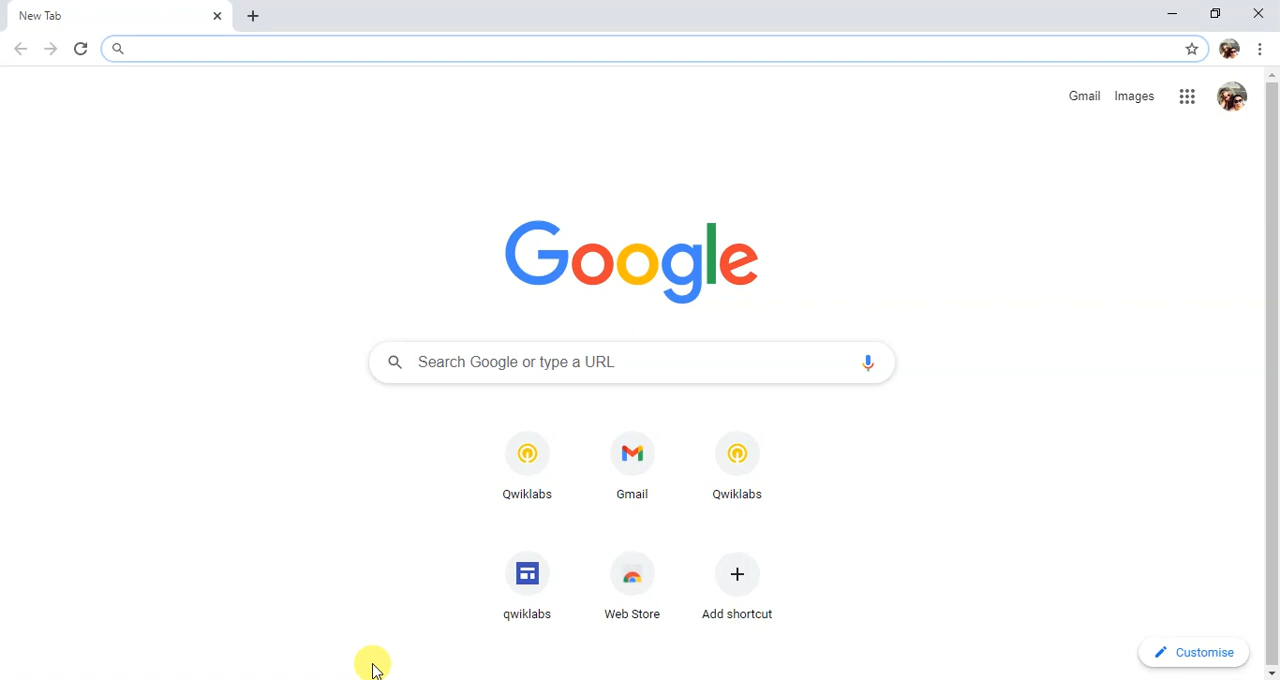 New Tab
Gmail Images
Google
Search Google or type a URL
Qwiklabs Gmail Qwiklabs
qwiklabs Web Store Add shortcut
Customise